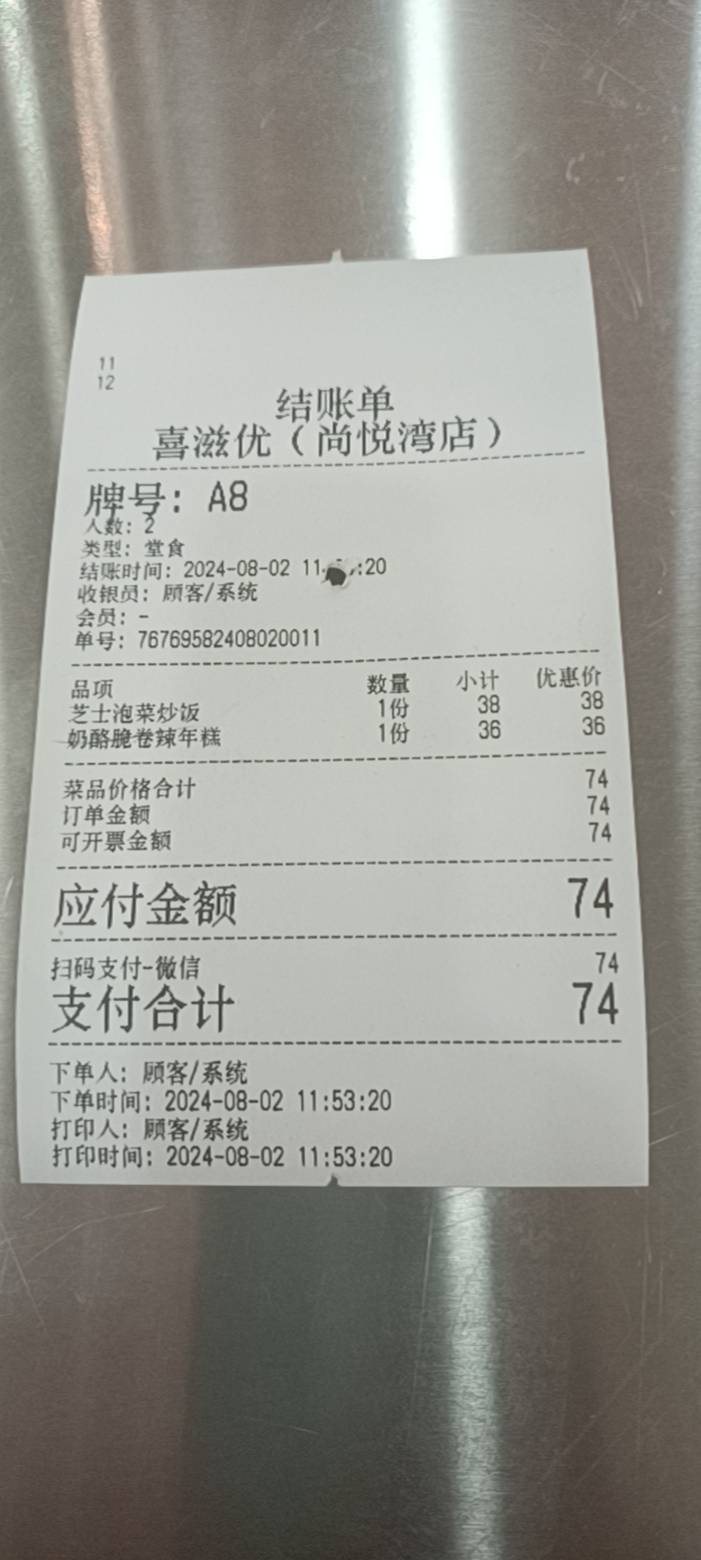 11
12
结账单
喜滋优（尚悦湾店）
牌号: A8
人数: 2
类型: 堂食
结账时间: 2024-08-02 11: :20
收银员: 顾客/系统
会员: -
单号: 76769582408020011
品项 数量 小计 优惠价
芝士泡菜炒饭 1份 38 38
奶酪脆卷辣年糕 1份 36 36
菜品价格合计 74
订单金额 74
可开票金额 74
应付金额 74
扫码支付-微信 74
支付合计 74
下单人: 顾客/系统
下单时间: 2024-08-02 11:53:20
打印人: 顾客/系统
打印时间: 2024-08-02 11:53:20